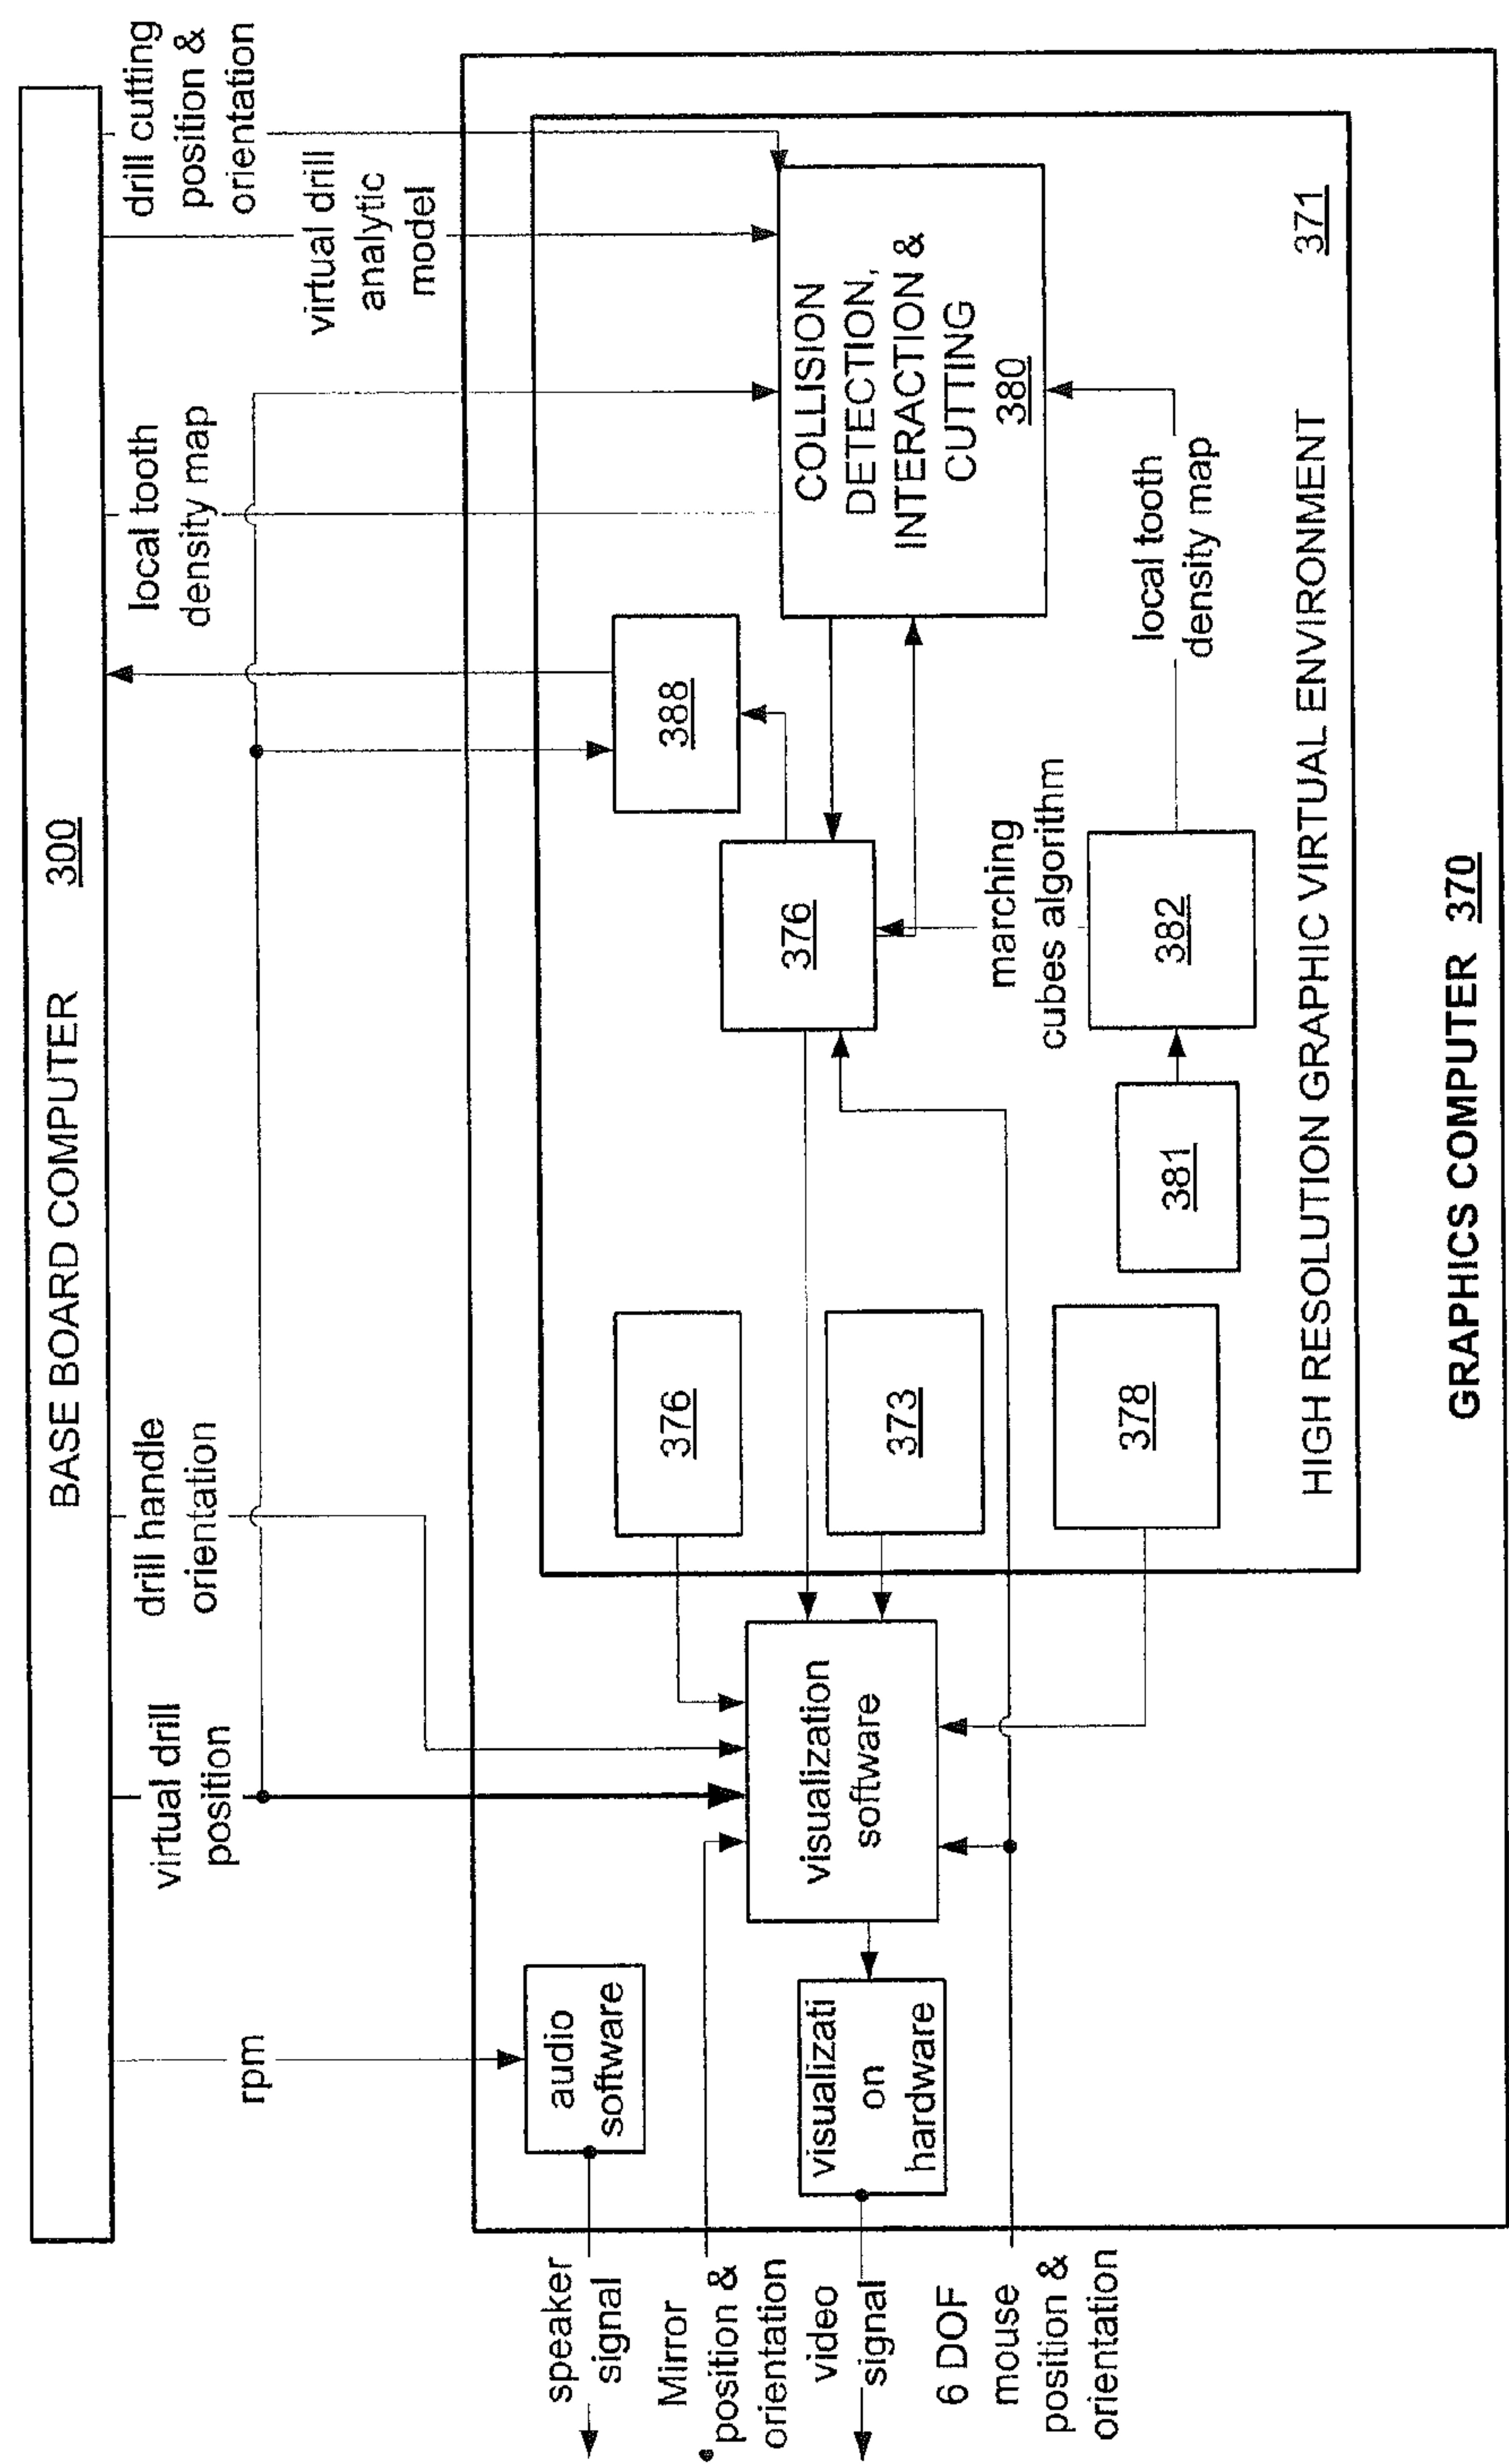 BASE BOARD COMPUTER 300
rpm
virtual drill
position
drill handle
orientation
local tooth
density map
virtual drill
analytic
model
drill cutting
position &
orientation
speaker
signal
Mirror
position &
orientation
video
signal
6 DOF
mouse
position &
orientation
audio
software
visualizati
on
hardware
visualization
software
376
373
378
376
388
381
382
marching
cubes algorithm
local tooth
density map
COLLISION
DETECTION,
INTERACTION &
CUTTING
380
HIGH RESOLUTION GRAPHIC VIRTUAL ENVIRONMENT
371
GRAPHICS COMPUTER 370